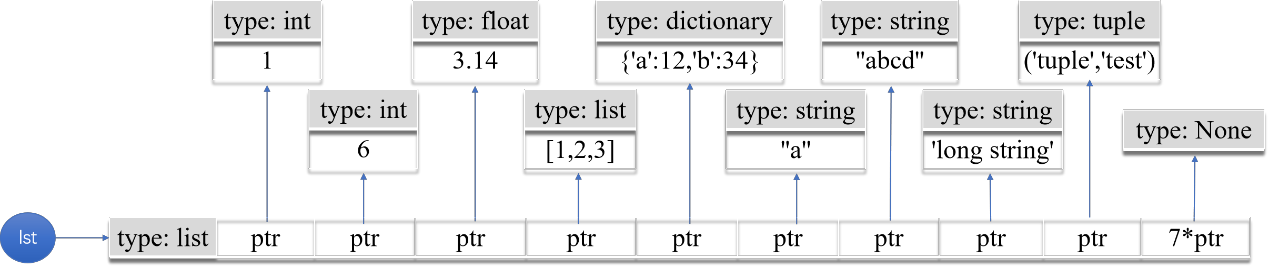 type: int
type: float
type: dictionary
type: string
type: tuple
1
3.14
{'a':12,'b':34}
"abcd"
('tuple','test')
type: int
type: list
type: string
type: string
type: None
6
[1,2,3]
"a"
'long string'
lst
type: list
ptr
ptr
ptr
ptr
ptr
ptr
ptr
ptr
ptr
7*ptr